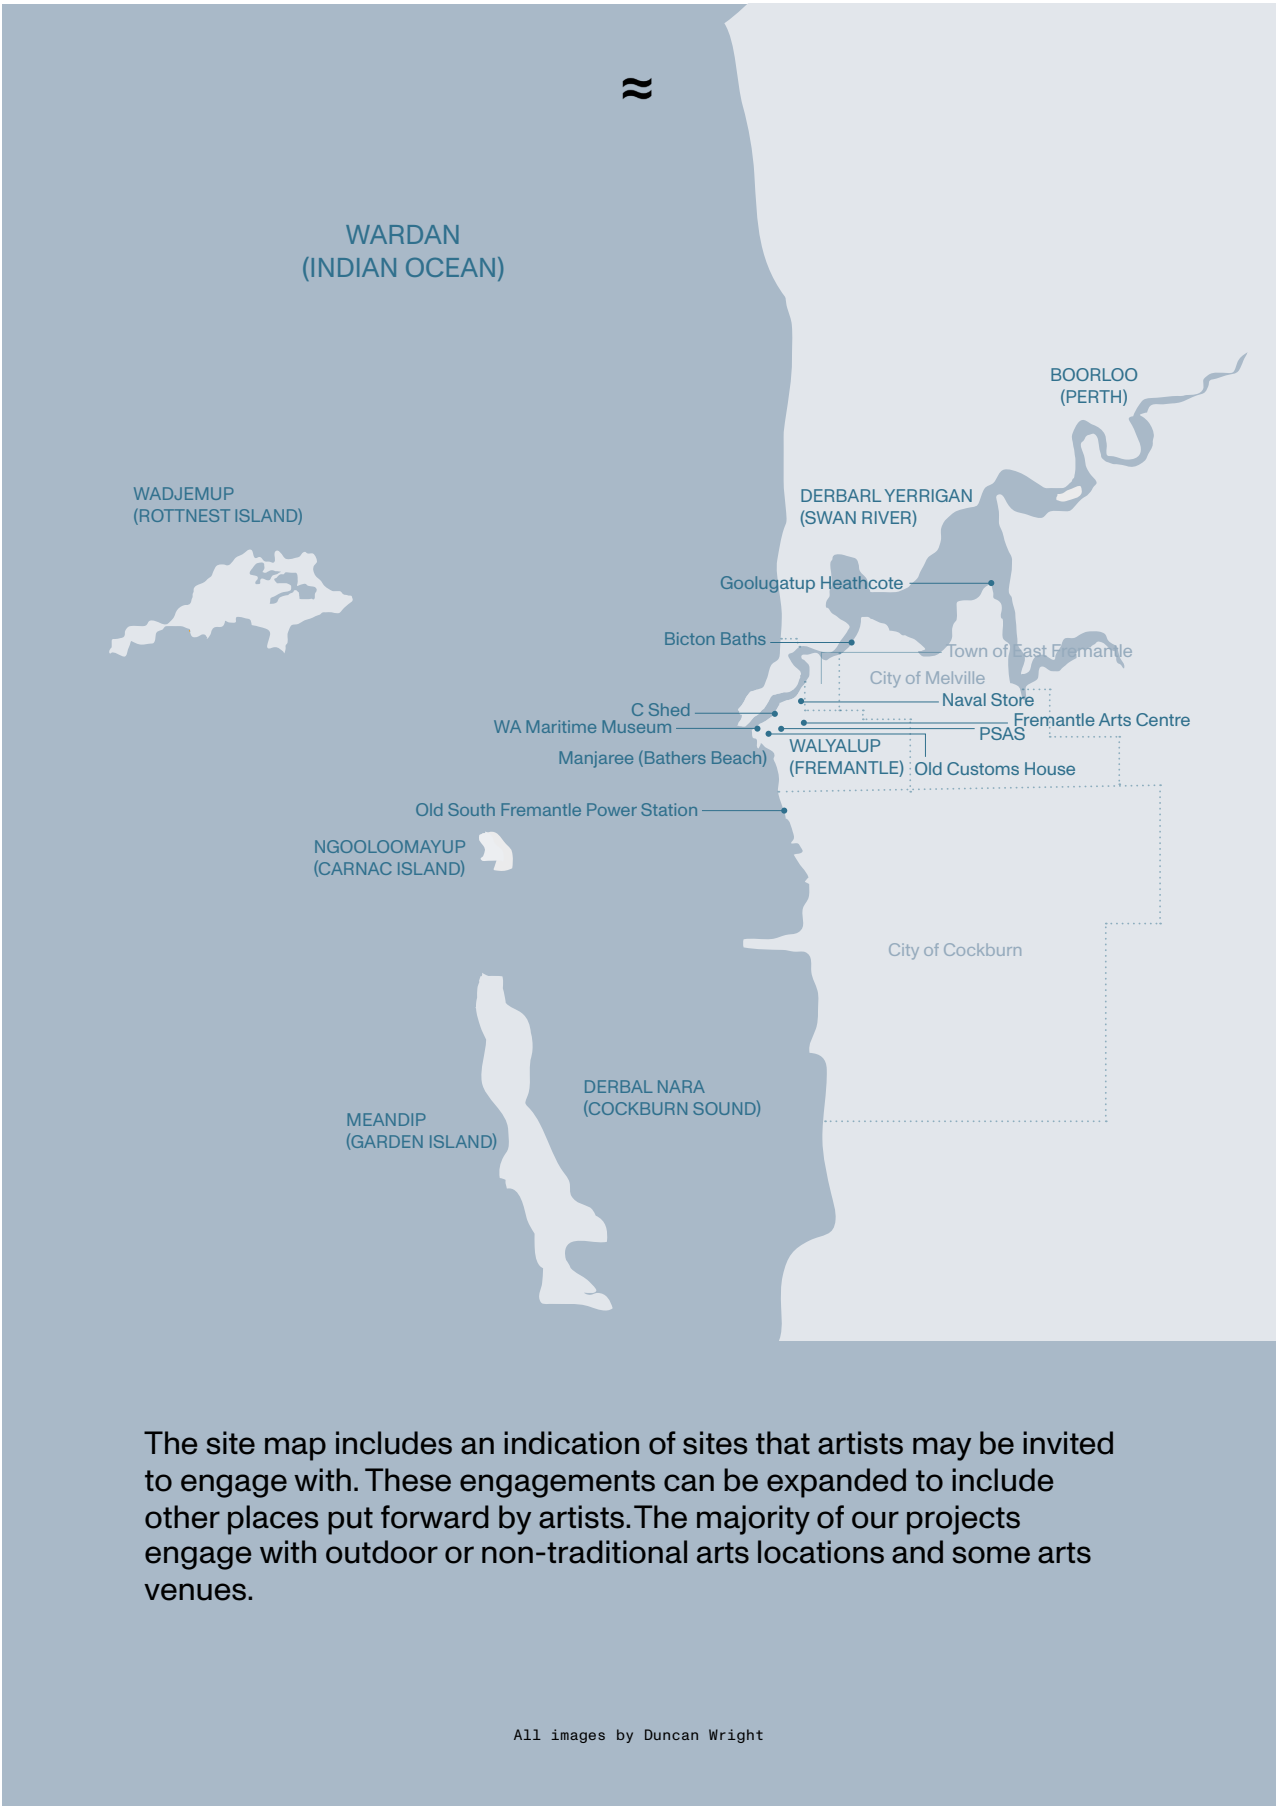 ≈
WARDAN
(INDIAN OCEAN)
BOORLOO
(PERTH)
WADJEMUP
(ROTTNEST ISLAND)
DERBARL YERRIGAN
(SWAN RIVER)
Goolugatup Heathcote
Bicton Baths
Town of East Fremantle
City of Melville
Naval Store
C Shed
Fremantle Arts Centre
WA Maritime Museum
PSAS
WALYALUP
(FREMANTLE)
Manjaree (Bathers Beach)
Old Customs House
Old South Fremantle Power Station
NGOOLOOMAYUP
(CARNAC ISLAND)
City of Cockburn
DERBAL NARA
(COCKBURN SOUND)
MEANDIP
(GARDEN ISLAND)
The site map includes an indication of sites that artists may be invited
to engage with. These engagements can be expanded to include
other places put forward by artists. The majority of our projects
engage with outdoor or non-traditional arts locations and some arts
venues.
All images by Duncan Wright